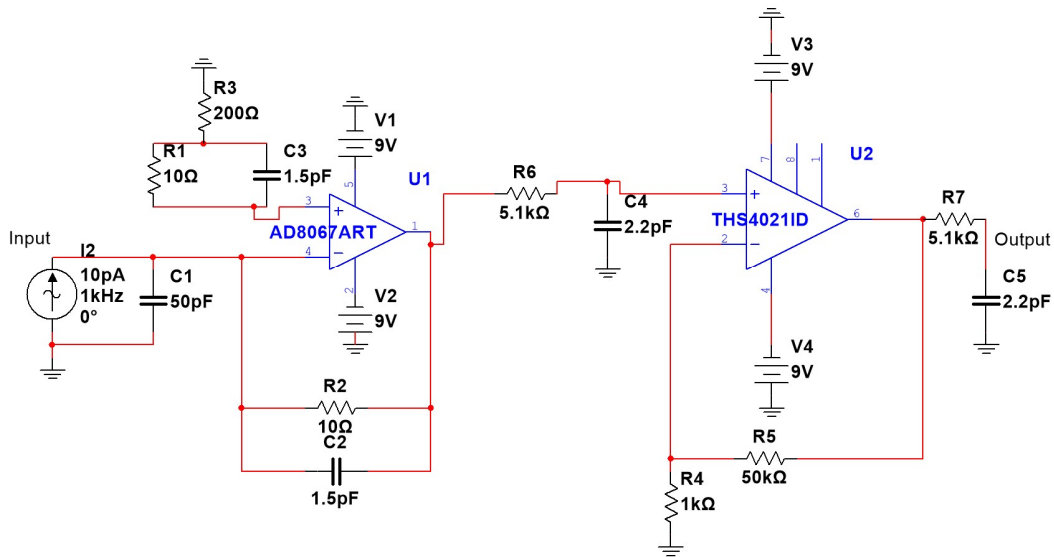 V3
9V
R3
200Ω
R1
10Ω
C3
1.5pF
V1
9V
5
U1
3
+
AD8067ART
1
4
−
2
V2
9V
Input
I2
10pA
1kHz
0°
C1
50pF
R2
10Ω
C2
1.5pF
R6
5.1kΩ
C4
2.2pF
7
8
1
U2
3
+
THS4021ID
6
2
−
4
V4
9V
R7
5.1kΩ
Output
C5
2.2pF
R5
50kΩ
R4
1kΩ